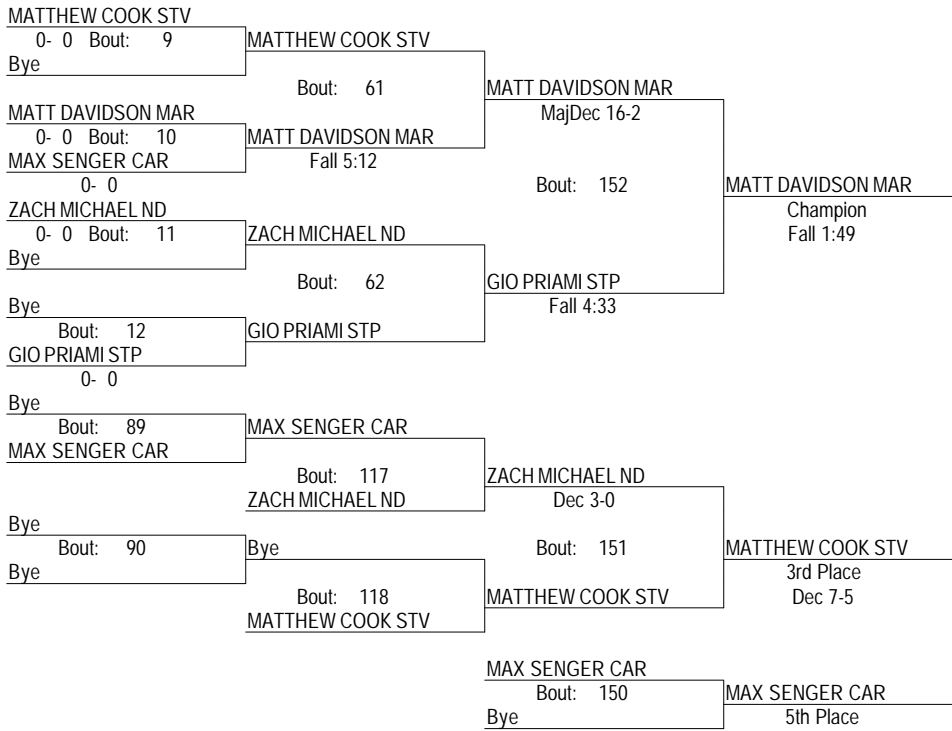 MATTHEW COOK STV
0- 0 Bout: 9 MATTHEW COOK STV
Bye
Bout: 61 MATT DAVIDSON MAR
MATT DAVIDSON MAR MajDec 16-2
0- 0 Bout: 10 MATT DAVIDSON MAR
MAX SENGER CAR Fall 5:12
0- 0 Bout: 152 MATT DAVIDSON MAR
ZACH MICHAEL ND Champion
0- 0 Bout: 11 ZACH MICHAEL ND Fall 1:49
Bye
Bout: 62 GIO PRIAMI STP
Bye Fall 4:33
Bout: 12 GIO PRIAMI STP
GIO PRIAMI STP
0- 0
Bye
Bout: 89 MAX SENGER CAR
MAX SENGER CAR
Bout: 117 ZACH MICHAEL ND
ZACH MICHAEL ND Dec 3-0
Bye
Bout: 90 Bye Bout: 151 MATTHEW COOK STV
Bye 3rd Place
Bout: 118 MATTHEW COOK STV Dec 7-5
MATTHEW COOK STV
MAX SENGER CAR
Bout: 150 MAX SENGER CAR
Bye 5th Place